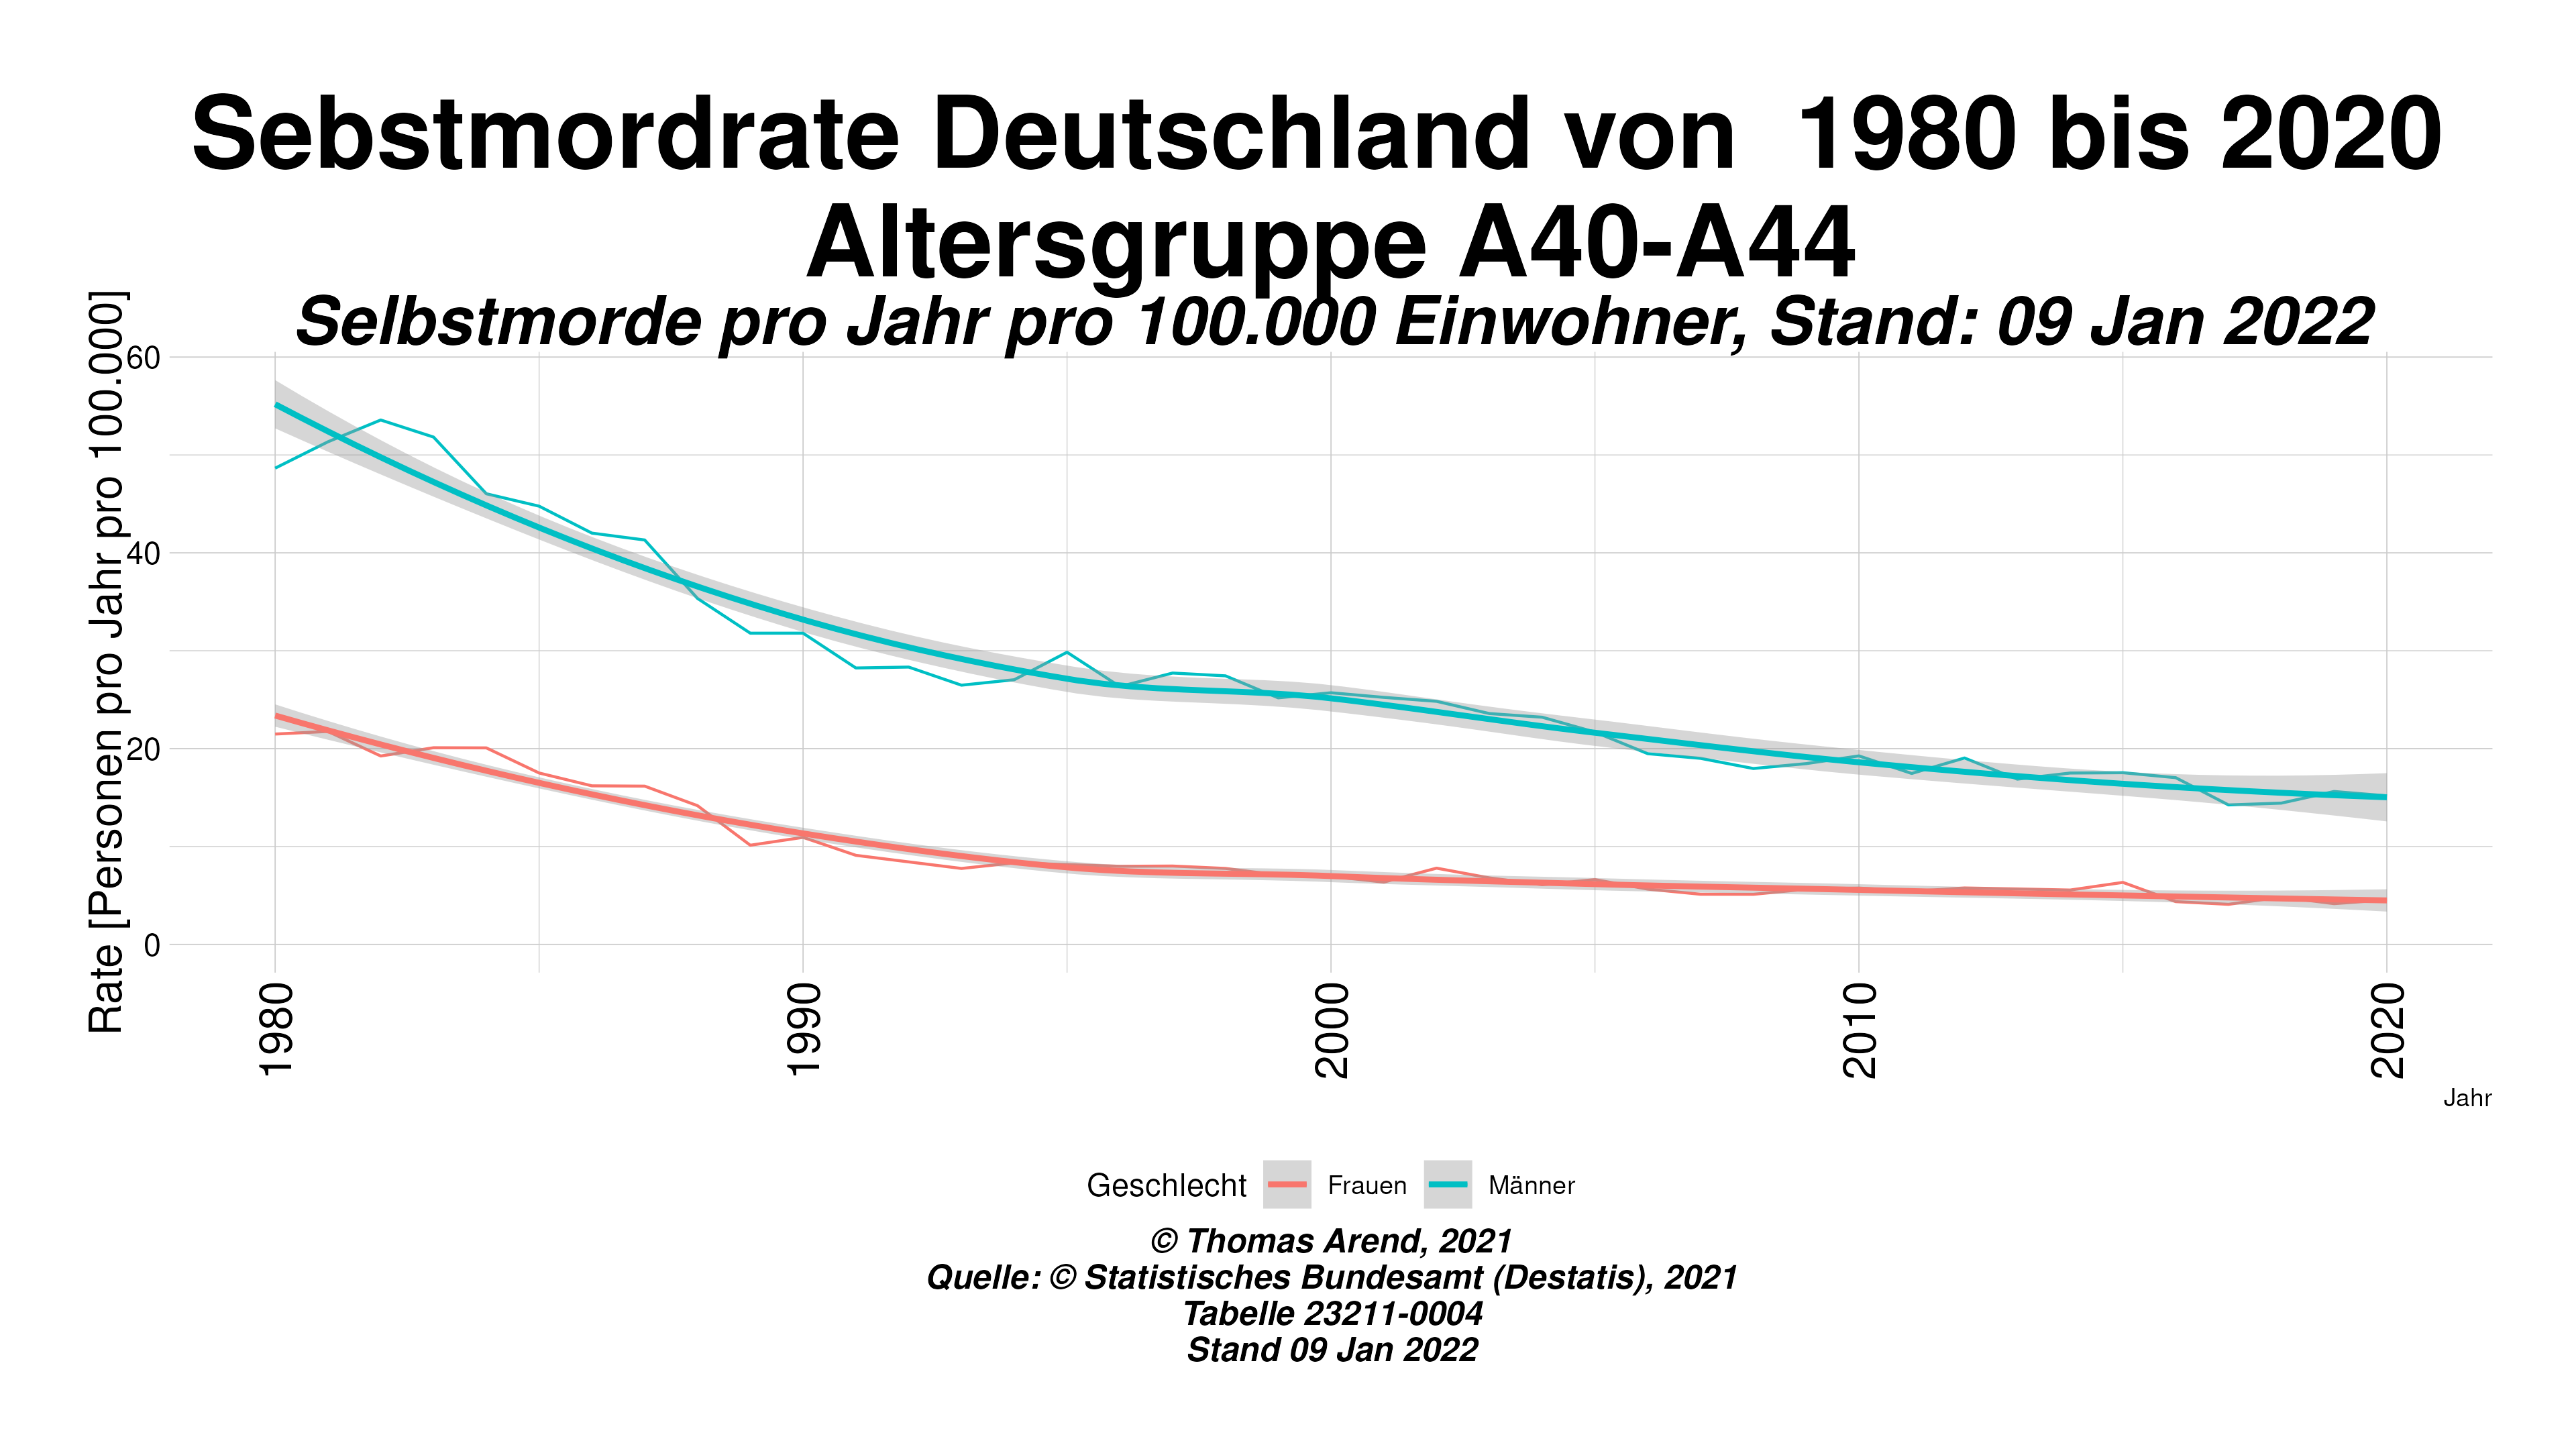 Sebstmordrate Deutschland von  1980 bis 2020
Altersgruppe A40-A44
Selbstmorde pro Jahr pro 100.000 Einwohner, Stand: 09 Jan 2022
Rate [Personen pro Jahr pro 100.000]
60
40
20
0
1980
1990
2000
2010
2020
Jahr
Geschlecht Frauen Männer
© Thomas Arend, 2021
Quelle: © Statistisches Bundesamt (Destatis), 2021
Tabelle 23211-0004
Stand 09 Jan 2022